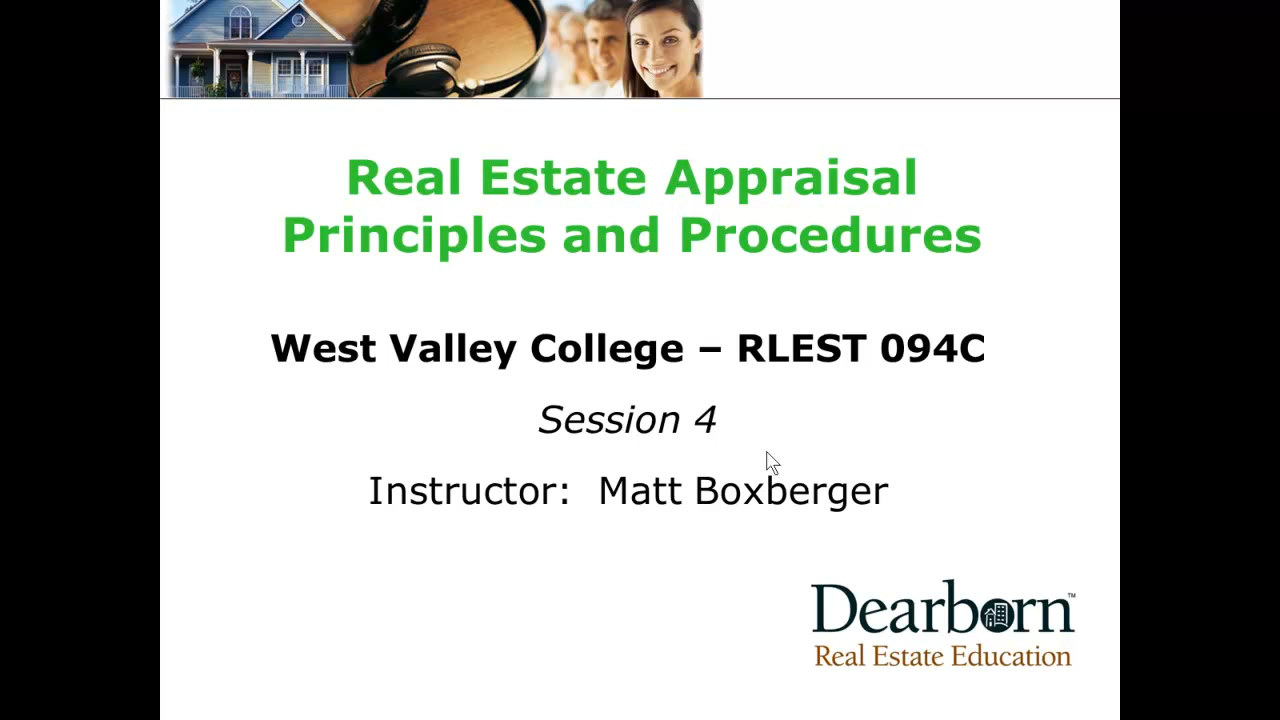 Real Estate Appraisal
Principles and Procedures
West Valley College – RLEST 094C
Session 4
Instructor:  Matt Boxberger
Dearborn™
Real Estate Education